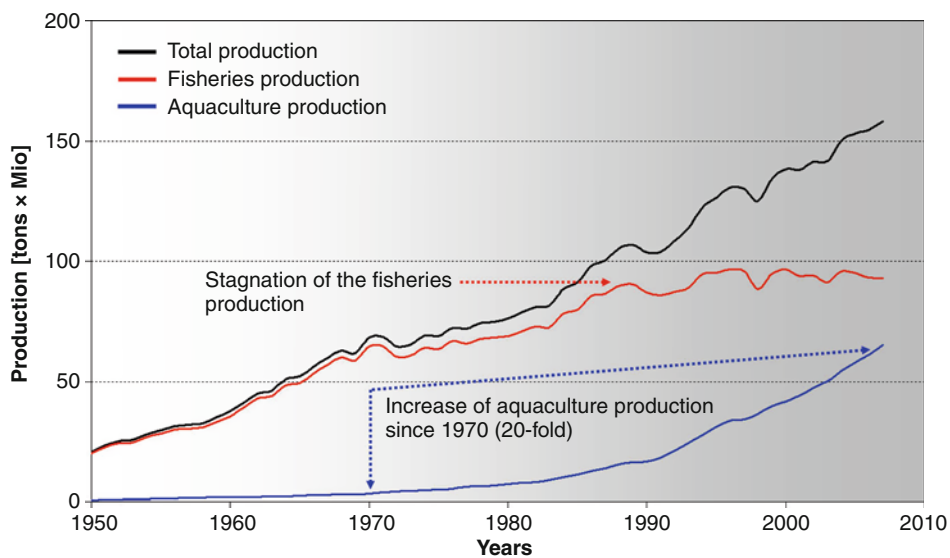 200
150
100
50
0
Production [tons × Mio]
Total production
Fisheries production
Aquaculture production
Stagnation of the fisheries
production
Increase of aquaculture production
since 1970 (20-fold)
1950 1960 1970 1980 1990 2000 2010
Years